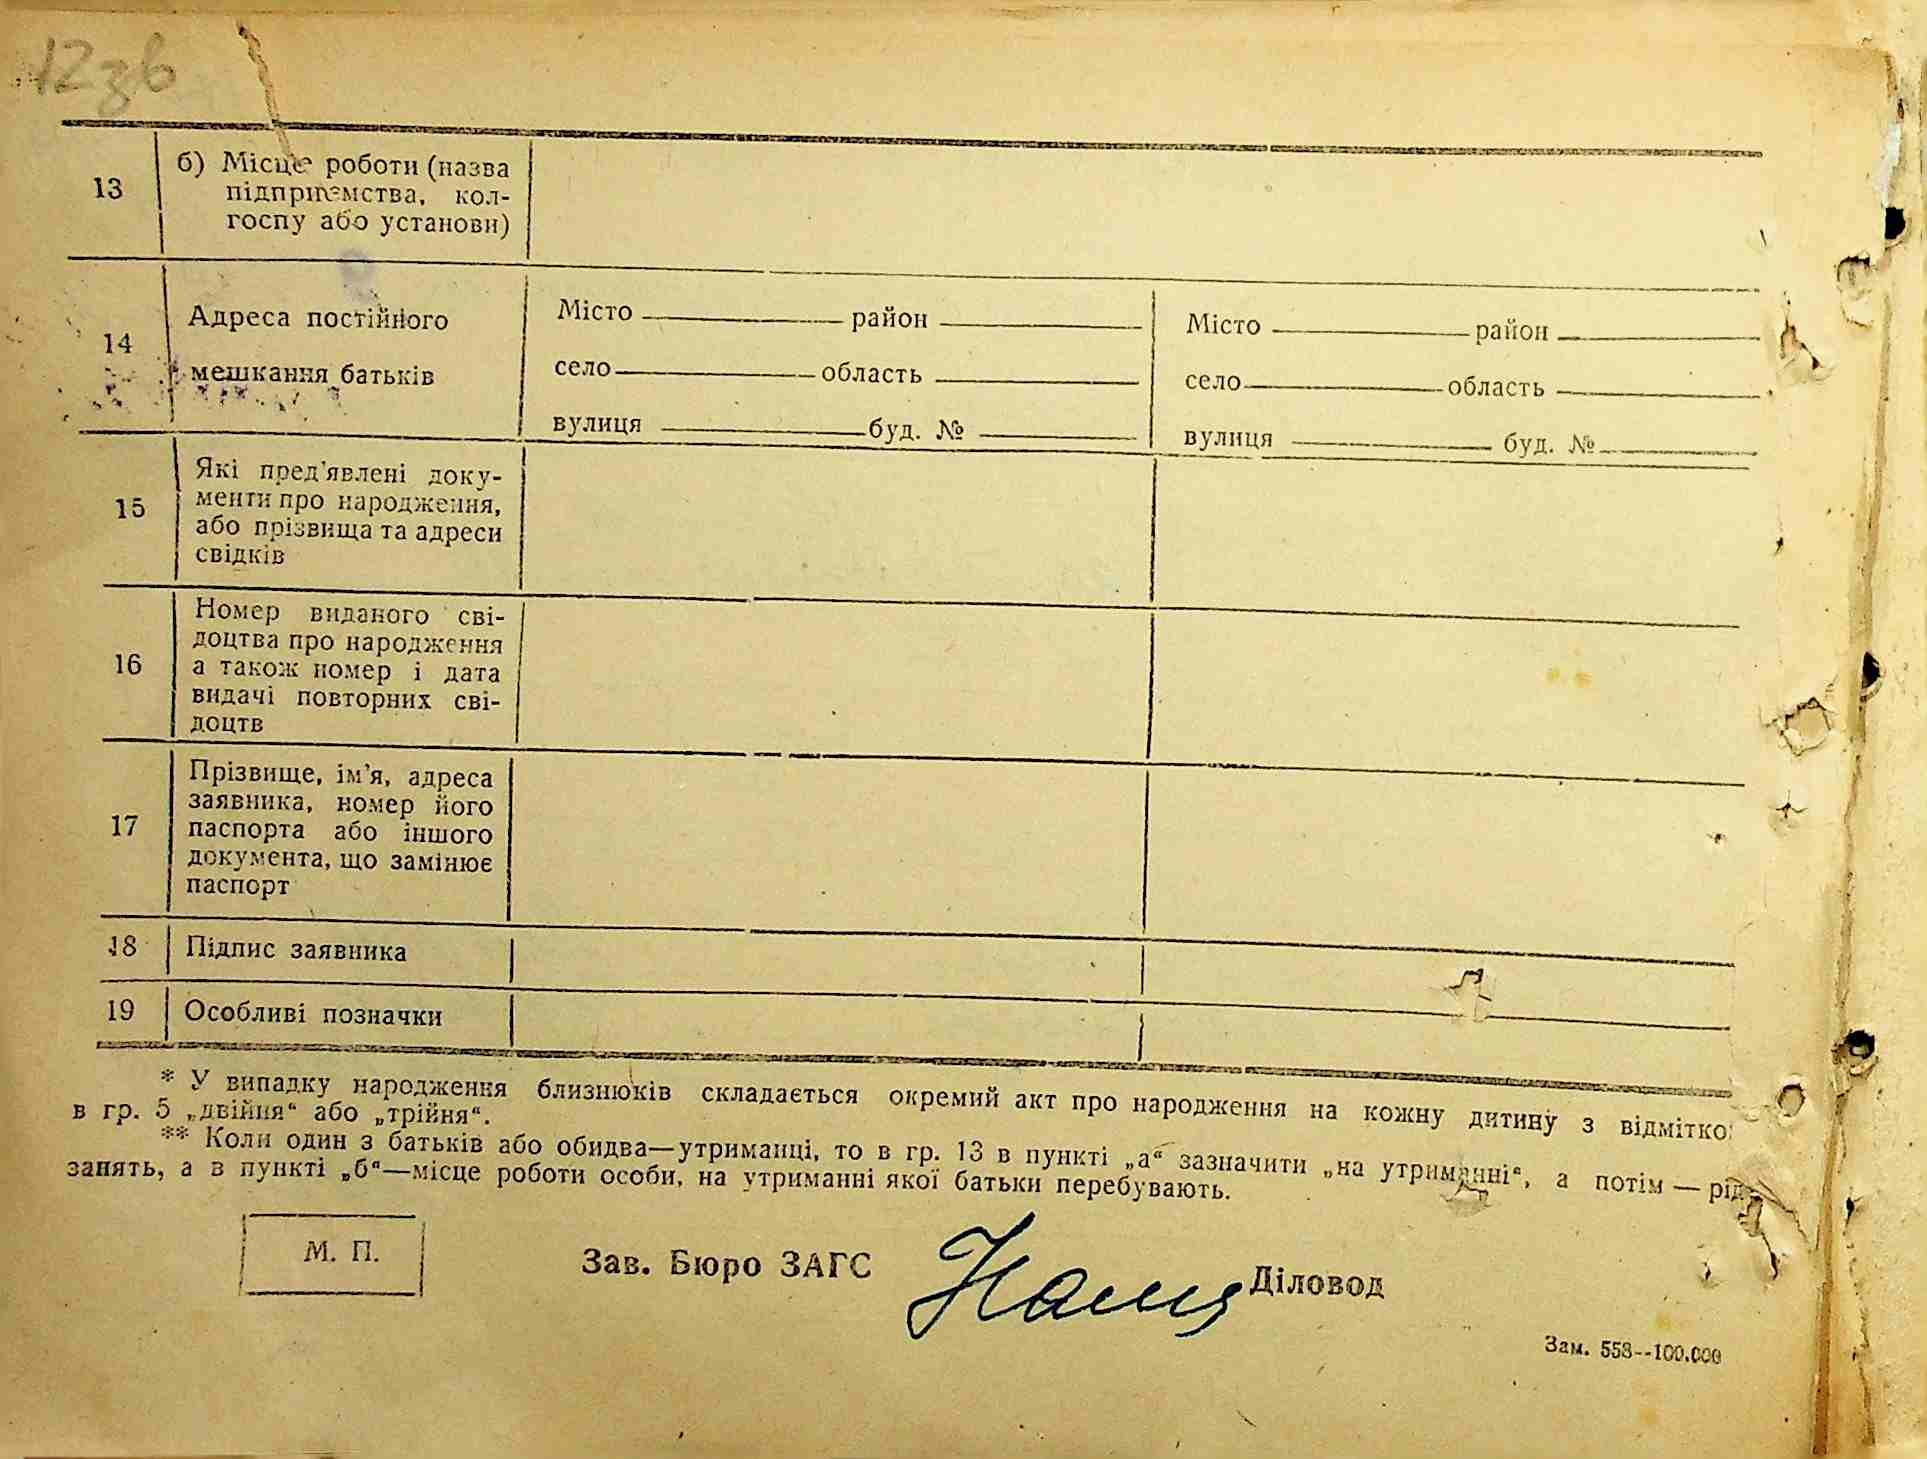 12зв
13
б) Місце роботи (назва
підприємства, кол-
госпу або установи)
14
Адреса постійного
мешкання батьків
Місто район
село область
вулиця буд. №
Місто район
село область
вулиця буд. №
15
Які пред'явлені доку-
менти про народження,
або прізвища та адреси
свідків
16
Номер виданого сві-
доцтва про народження
а також номер і дата
видачі повторних сві-
доцтв
17
Прізвище, ім'я, адреса
заявника, номер його
паспорта або іншого
документа, що замінює
паспорт
18
Підпис заявника
19
Особливі позначки
* У випадку народження близнюків складається окремий акт про народження на кожну дитину з відмітко
в гр. 5 „двійня“ або „трійня“.
** Коли один з батьків або обидва—утриманці, то в гр. 13 в пункті „а“ зазначити „на утриманні“, а потім — рід
занять, а в пункті „б“—місце роботи особи, на утриманні якої батьки перебувають.
М. П.
Зав. Бюро ЗАГС
Діловод
Зам. 553--100.000